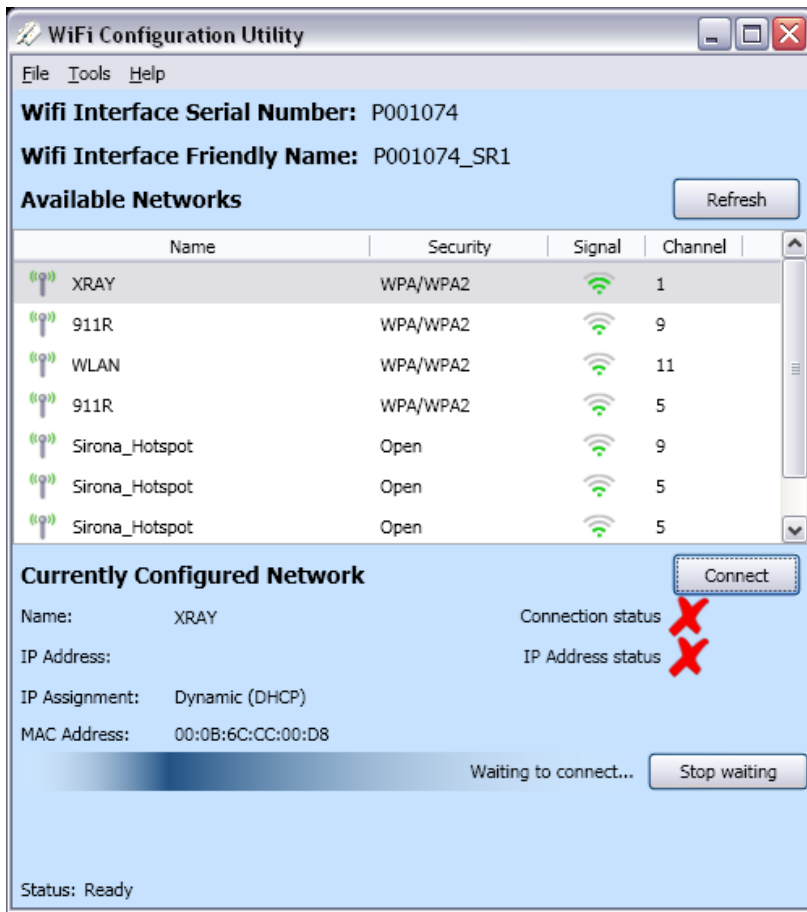 WiFi Configuration Utility
File Tools Help
Wifi Interface Serial Number: P001074
Wifi Interface Friendly Name: P001074_SR1
Available Networks Refresh
Name Security Signal Channel
XRAY WPA/WPA2 1
911R WPA/WPA2 9
WLAN WPA/WPA2 11
911R WPA/WPA2 5
Sirona_Hotspot Open 9
Sirona_Hotspot Open 5
Sirona_Hotspot Open 5
Currently Configured Network Connect
Name: XRAY Connection status
IP Address: IP Address status
IP Assignment: Dynamic (DHCP)
MAC Address: 00:0B:6C:CC:00:D8
Waiting to connect... Stop waiting
Status: Ready